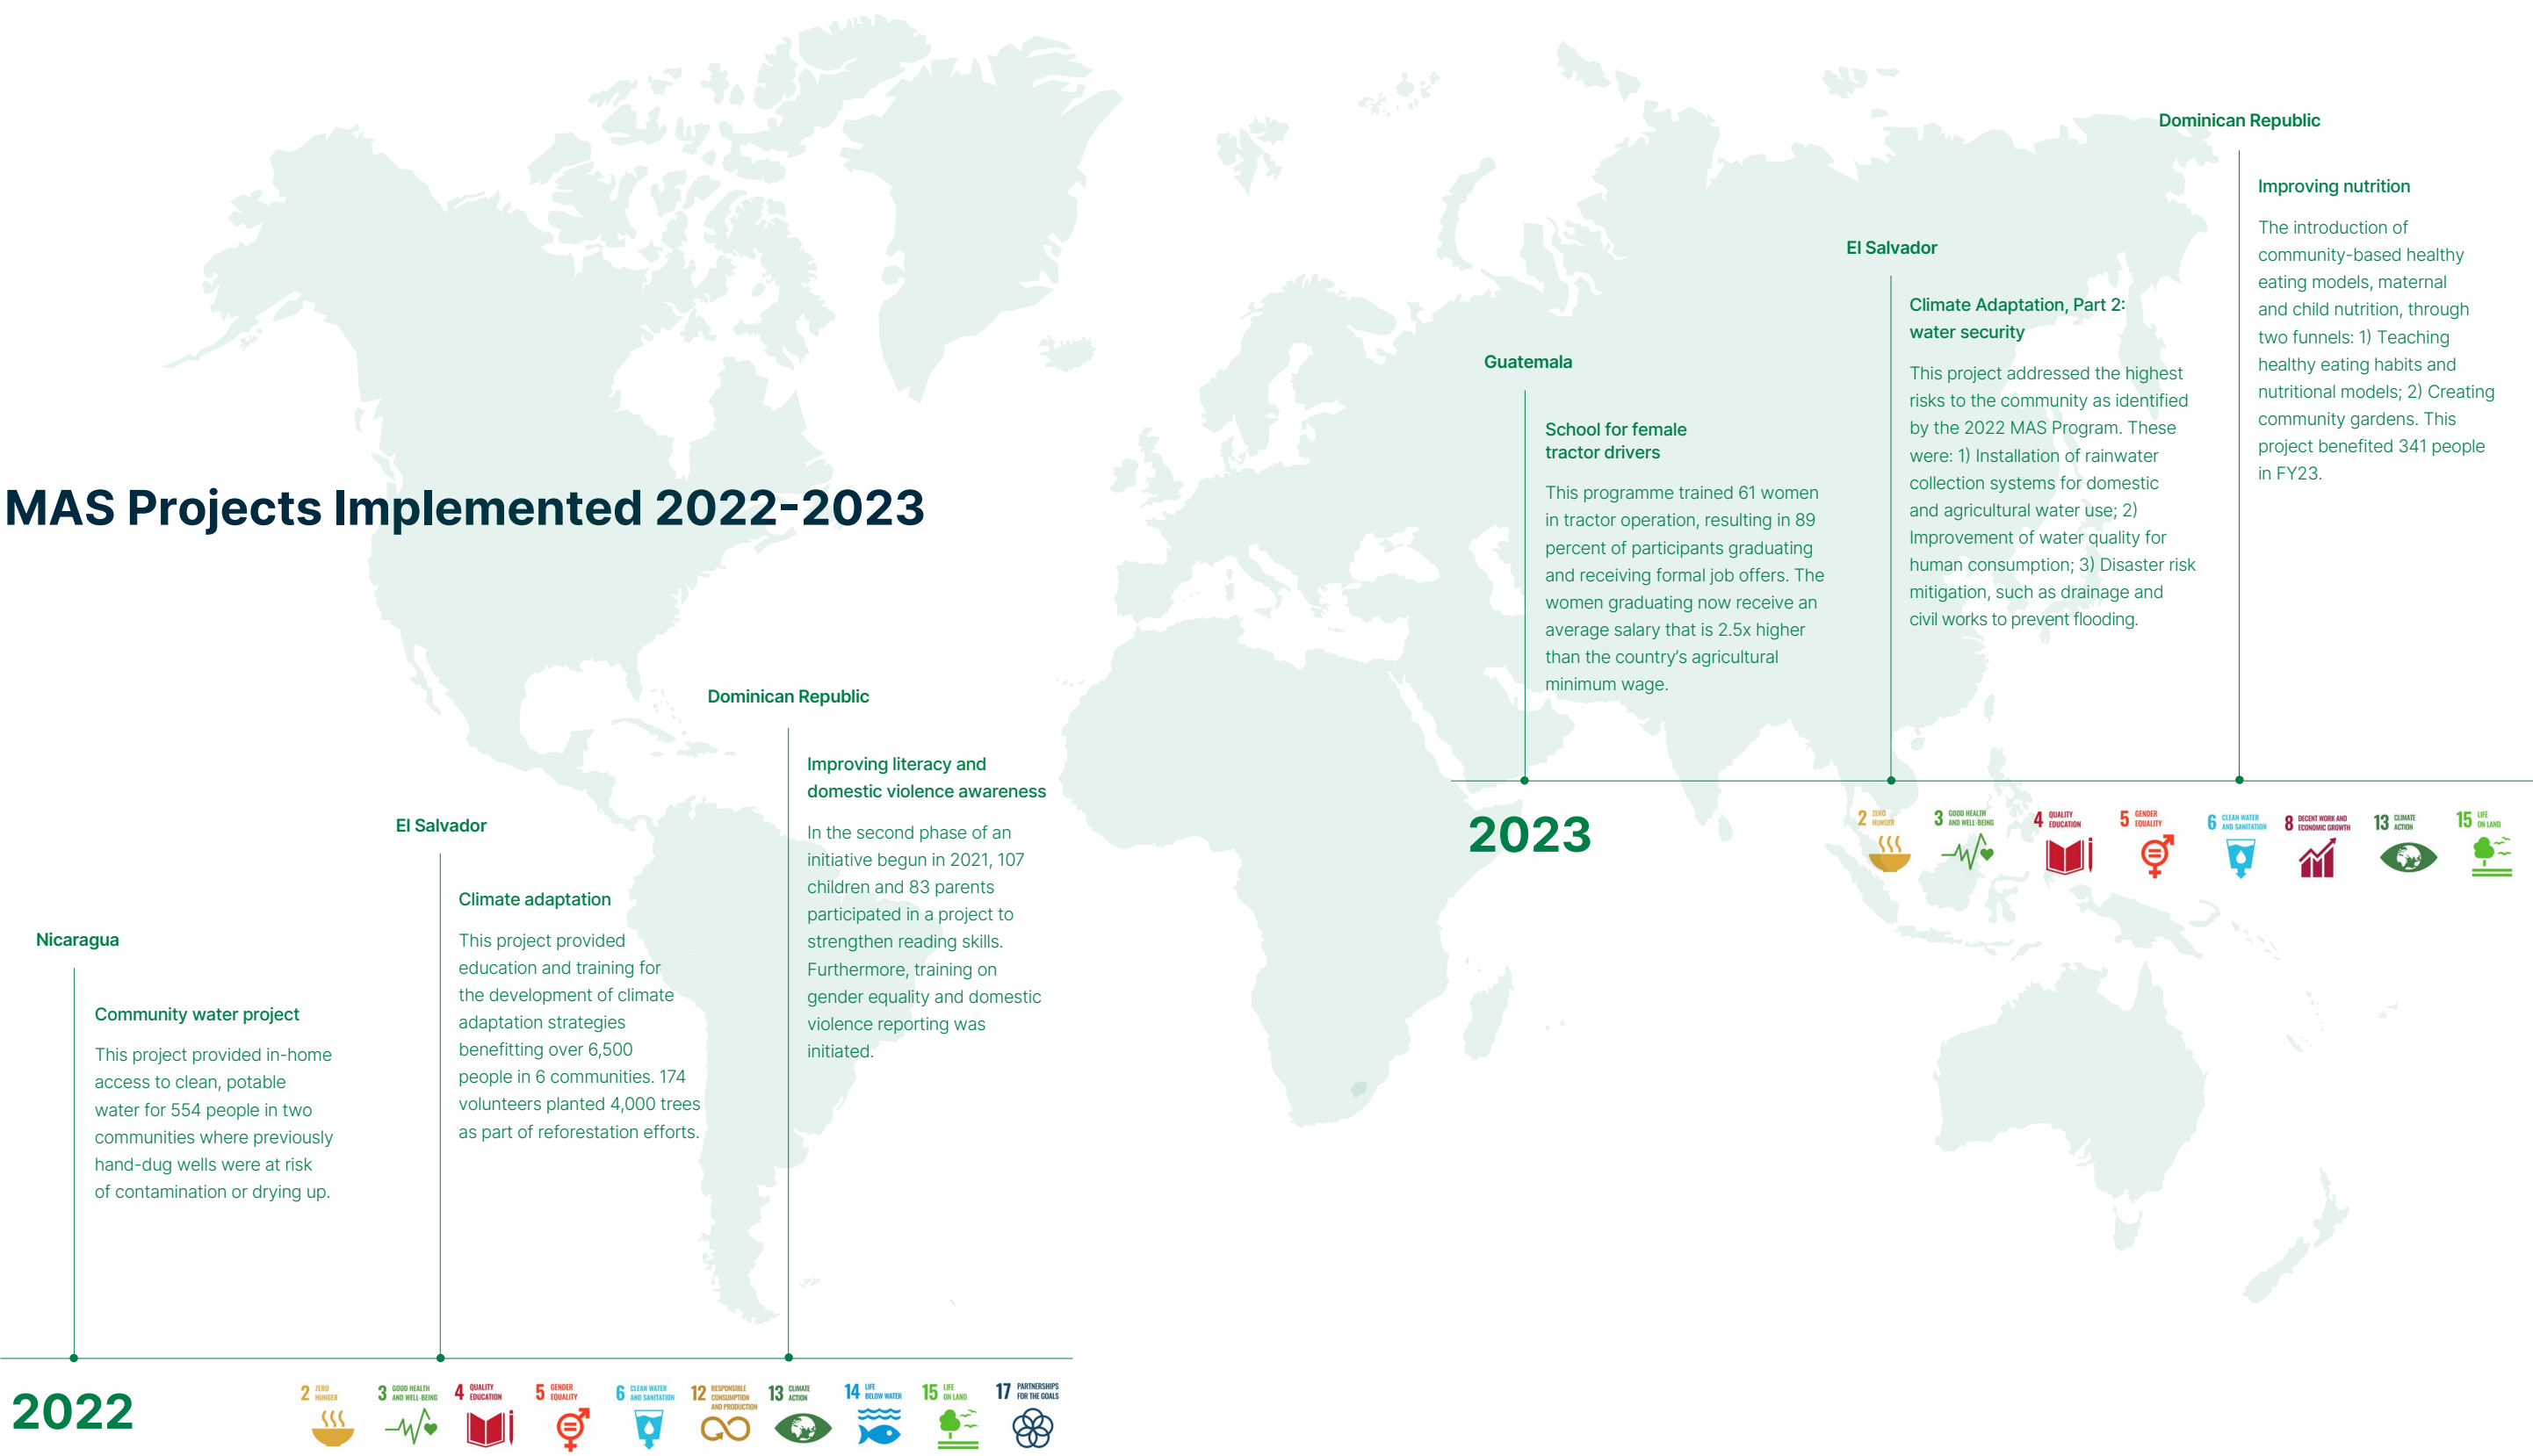 MAS Projects Implemented 2022-2023
Nicaragua
Community water project
This project provided in-home
access to clean, potable
water for 554 people in two
communities where previously
hand-dug wells were at risk
of contamination or drying up.
El Salvador
Climate adaptation
This project provided
education and training for
the development of climate
adaptation strategies
benefitting over 6,500
people in 6 communities. 174
volunteers planted 4,000 trees
as part of reforestation efforts.
Dominican Republic
Improving literacy and
domestic violence awareness
In the second phase of an
initiative begun in 2021, 107
children and 83 parents
participated in a project to
strengthen reading skills.
Furthermore, training on
gender equality and domestic
violence reporting was
initiated.
2022
2 ZERO
HUNGER
3 GOOD HEALTH
AND WELL-BEING
4 QUALITY
EDUCATION
5 GENDER
EQUALITY
6 CLEAN WATER
AND SANITATION
12 RESPONSIBLE
CONSUMPTION
AND PRODUCTION
13 CLIMATE
ACTION
14 LIFE
BELOW WATER
15 LIFE
ON LAND
17 PARTNERSHIPS
FOR THE GOALS
Guatemala
School for female
tractor drivers
This programme trained 61 women
in tractor operation, resulting in 89
percent of participants graduating
and receiving formal job offers. The
women graduating now receive an
average salary that is 2.5x higher
than the country's agricultural
minimum wage.
El Salvador
Climate Adaptation, Part 2:
water security
This project addressed the highest
risks to the community as identified
by the 2022 MAS Program. These
were: 1) Installation of rainwater
collection systems for domestic
and agricultural water use; 2)
Improvement of water quality for
human consumption; 3) Disaster risk
mitigation, such as drainage and
civil works to prevent flooding.
Dominican Republic
Improving nutrition
The introduction of
community-based healthy
eating models, maternal
and child nutrition, through
two funnels: 1) Teaching
healthy eating habits and
nutritional models; 2) Creating
community gardens. This
project benefited 341 people
in FY23.
2023
2 ZERO
HUNGER
3 GOOD HEALTH
AND WELL-BEING
4 QUALITY
EDUCATION
5 GENDER
EQUALITY
6 CLEAN WATER
AND SANITATION
8 DECENT WORK AND
ECONOMIC GROWTH
13 CLIMATE
ACTION
15 LIFE
ON LAND